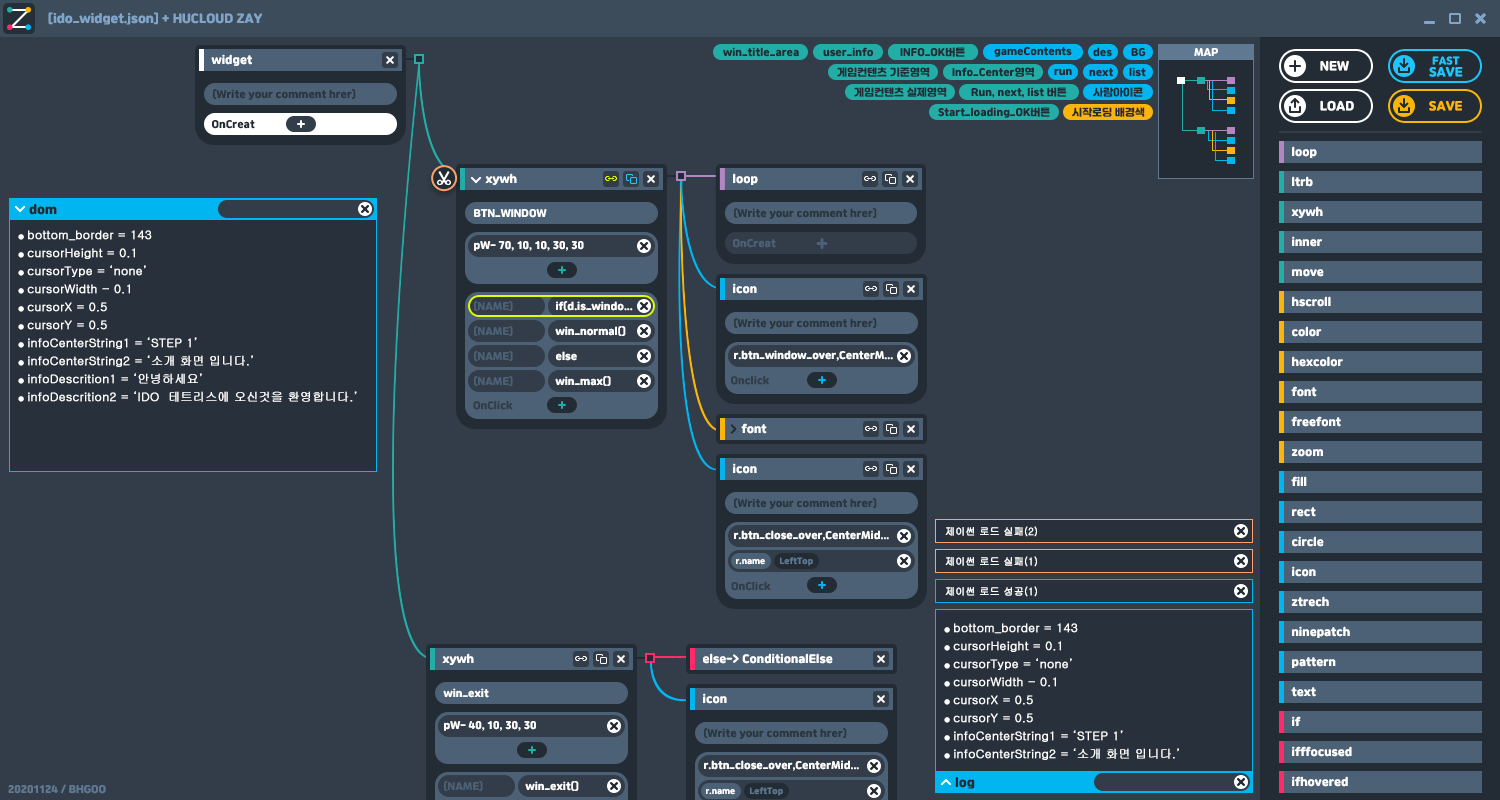 [ido_widget.json] + HUCLOUD ZAY
widget
(Write your comment hrer)
OnCreat
+
win_title_area
user_info
INFO_OK버튼
gameContents
des
BG
게임컨텐츠 기준영역
Info_Center영역
run
next
list
게임컨텐츠 실제영역
Run, next, list 버튼
사람아이콘
Start_loading_OK버튼
시작로딩 배경색
MAP
NEW
FAST
SAVE
LOAD
SAVE
dom
bottom_border = 143
cursorHeight = 0.1
cursorType = ‘none’
cursorWidth - 0.1
cursorX = 0.5
cursorY = 0.5
infoCenterString1 = ‘STEP 1’
infoCenterString2 = ‘소개 화면 입니다.’
infoDescrition1 = ‘안녕하세요’
infoDescrition2 = ‘IDO 테트리스에 오신것을 환영합니다.’
xywh
BTN_WINDOW
pW- 70, 10, 10, 30, 30
+
(NAME)
if(d.is_windo...
(NAME)
win_normal()
(NAME)
else
(NAME)
win_max()
OnClick
+
loop
(Write your comment hrer)
OnCreat
+
icon
(Write your comment hrer)
r.btn_window_over,CenterM...
Onclick
+
font
icon
(Write your comment hrer)
r.btn_close_over,CenterMid...
r.name
LeftTop
OnClick
+
xywh
win_exit
pW- 40, 10, 30, 30
+
(NAME)
win_exit()
else-> ConditionalElse
icon
(Write your comment hrer)
r.btn_close_over,CenterMid...
r.name
LeftTop
제이썬 로드 실패(2)
제이썬 로드 실패(1)
제이썬 로드 성공(1)
bottom_border = 143
cursorHeight = 0.1
cursorType = ‘none’
cursorWidth - 0.1
cursorX = 0.5
cursorY = 0.5
infoCenterString1 = ‘STEP 1’
infoCenterString2 = ‘소개 화면 입니다.’
log
loop
ltrb
xywh
inner
move
hscroll
color
hexcolor
font
freefont
zoom
fill
rect
circle
icon
ztrech
ninepatch
pattern
text
if
ifffocused
ifhovered
20201124 / BHGOO